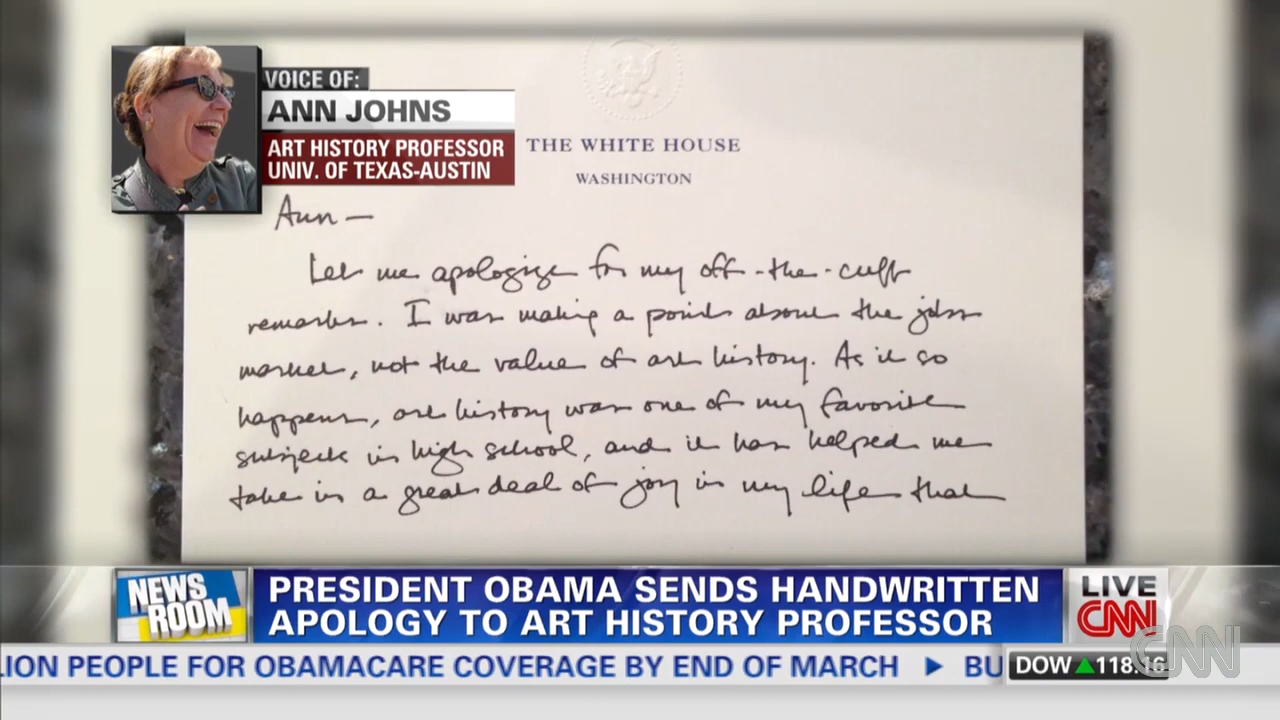 VOICE OF:
ANN JOHNS
ART HISTORY PROFESSOR
UNIV. OF TEXAS-AUSTIN
THE WHITE HOUSE
WASHINGTON
Ann —
Let me apologize for my off-the-cuff
remarks. I was making a point about the jobs
market, not the value of art history. As it so
happens, art history was one of my favorite
subjects in high school, and it has helped me
take in a great deal of joy in my life that
NEWS
ROOM
PRESIDENT OBAMA SENDS HANDWRITTEN
APOLOGY TO ART HISTORY PROFESSOR
LIVE
CNN
LION PEOPLE FOR OBAMACARE COVERAGE BY END OF MARCH ▶ BU
DOW ▲118.16
CNN